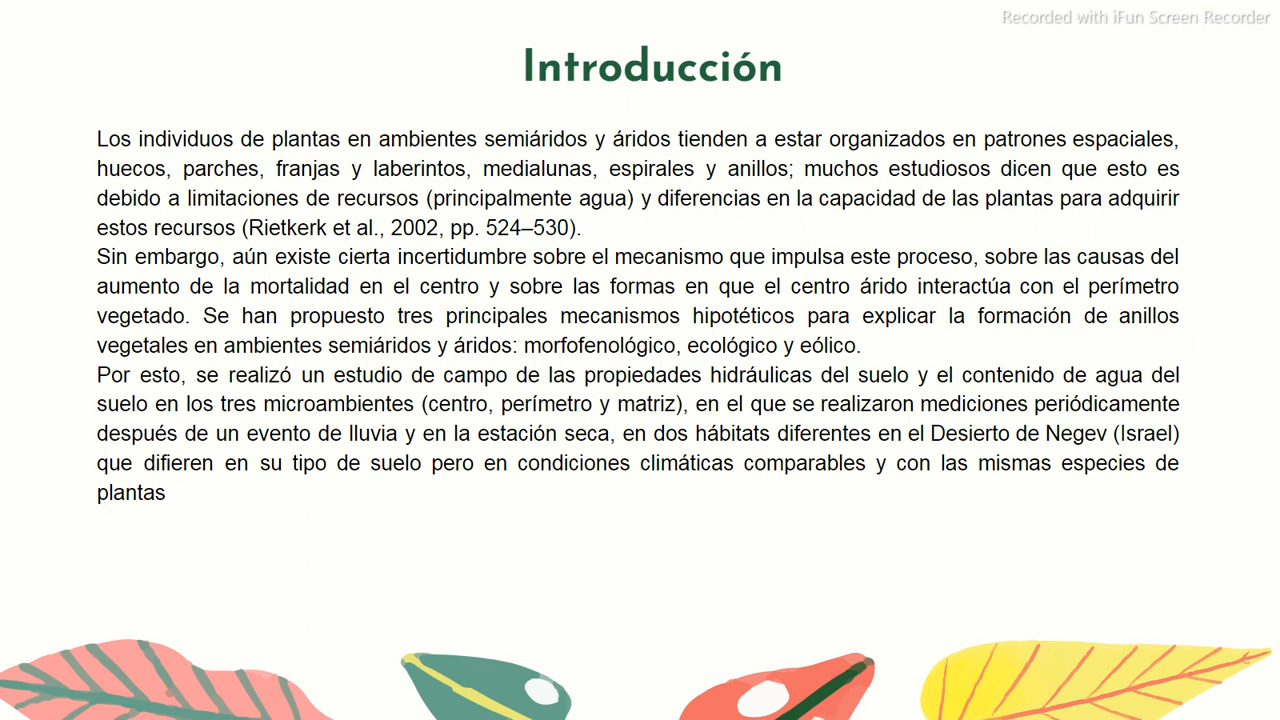 Recorded with iFun Screen Recorder
Introducción
Los individuos de plantas en ambientes semiáridos y áridos tienden a estar organizados en patrones espaciales,
huecos, parches, franjas y laberintos, medialunas, espirales y anillos; muchos estudiosos dicen que esto es
debido a limitaciones de recursos (principalmente agua) y diferencias en la capacidad de las plantas para adquirir
estos recursos (Rietkerk et al., 2002, pp. 524–530).
Sin embargo, aún existe cierta incertidumbre sobre el mecanismo que impulsa este proceso, sobre las causas del
aumento de la mortalidad en el centro y sobre las formas en que el centro árido interactúa con el perímetro
vegetado. Se han propuesto tres principales mecanismos hipotéticos para explicar la formación de anillos
vegetales en ambientes semiáridos y áridos: morfofenológico, ecológico y eólico.
Por esto, se realizó un estudio de campo de las propiedades hidráulicas del suelo y el contenido de agua del
suelo en los tres microambientes (centro, perímetro y matriz), en el que se realizaron mediciones periódicamente
después de un evento de lluvia y en la estación seca, en dos hábitats diferentes en el Desierto de Negev (Israel)
que difieren en su tipo de suelo pero en condiciones climáticas comparables y con las mismas especies de
plantas